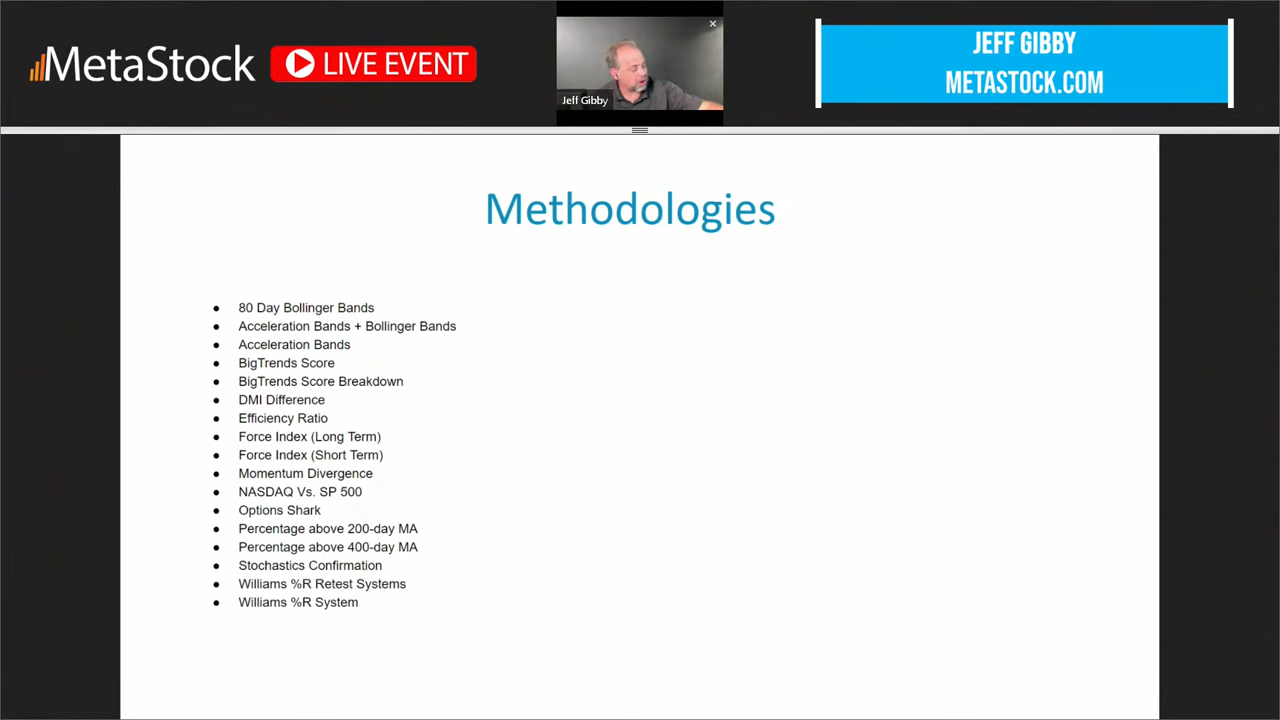 MetaStock
LIVE EVENT
Jeff Gibby
JEFF GIBBY
METASTOCK.COM
Methodologies
80 Day Bollinger Bands
Acceleration Bands + Bollinger Bands
Acceleration Bands
BigTrends Score
BigTrends Score Breakdown
DMI Difference
Efficiency Ratio
Force Index (Long Term)
Force Index (Short Term)
Momentum Divergence
NASDAQ Vs. SP 500
Options Shark
Percentage above 200-day MA
Percentage above 400-day MA
Stochastics Confirmation
Williams %R Retest Systems
Williams %R System